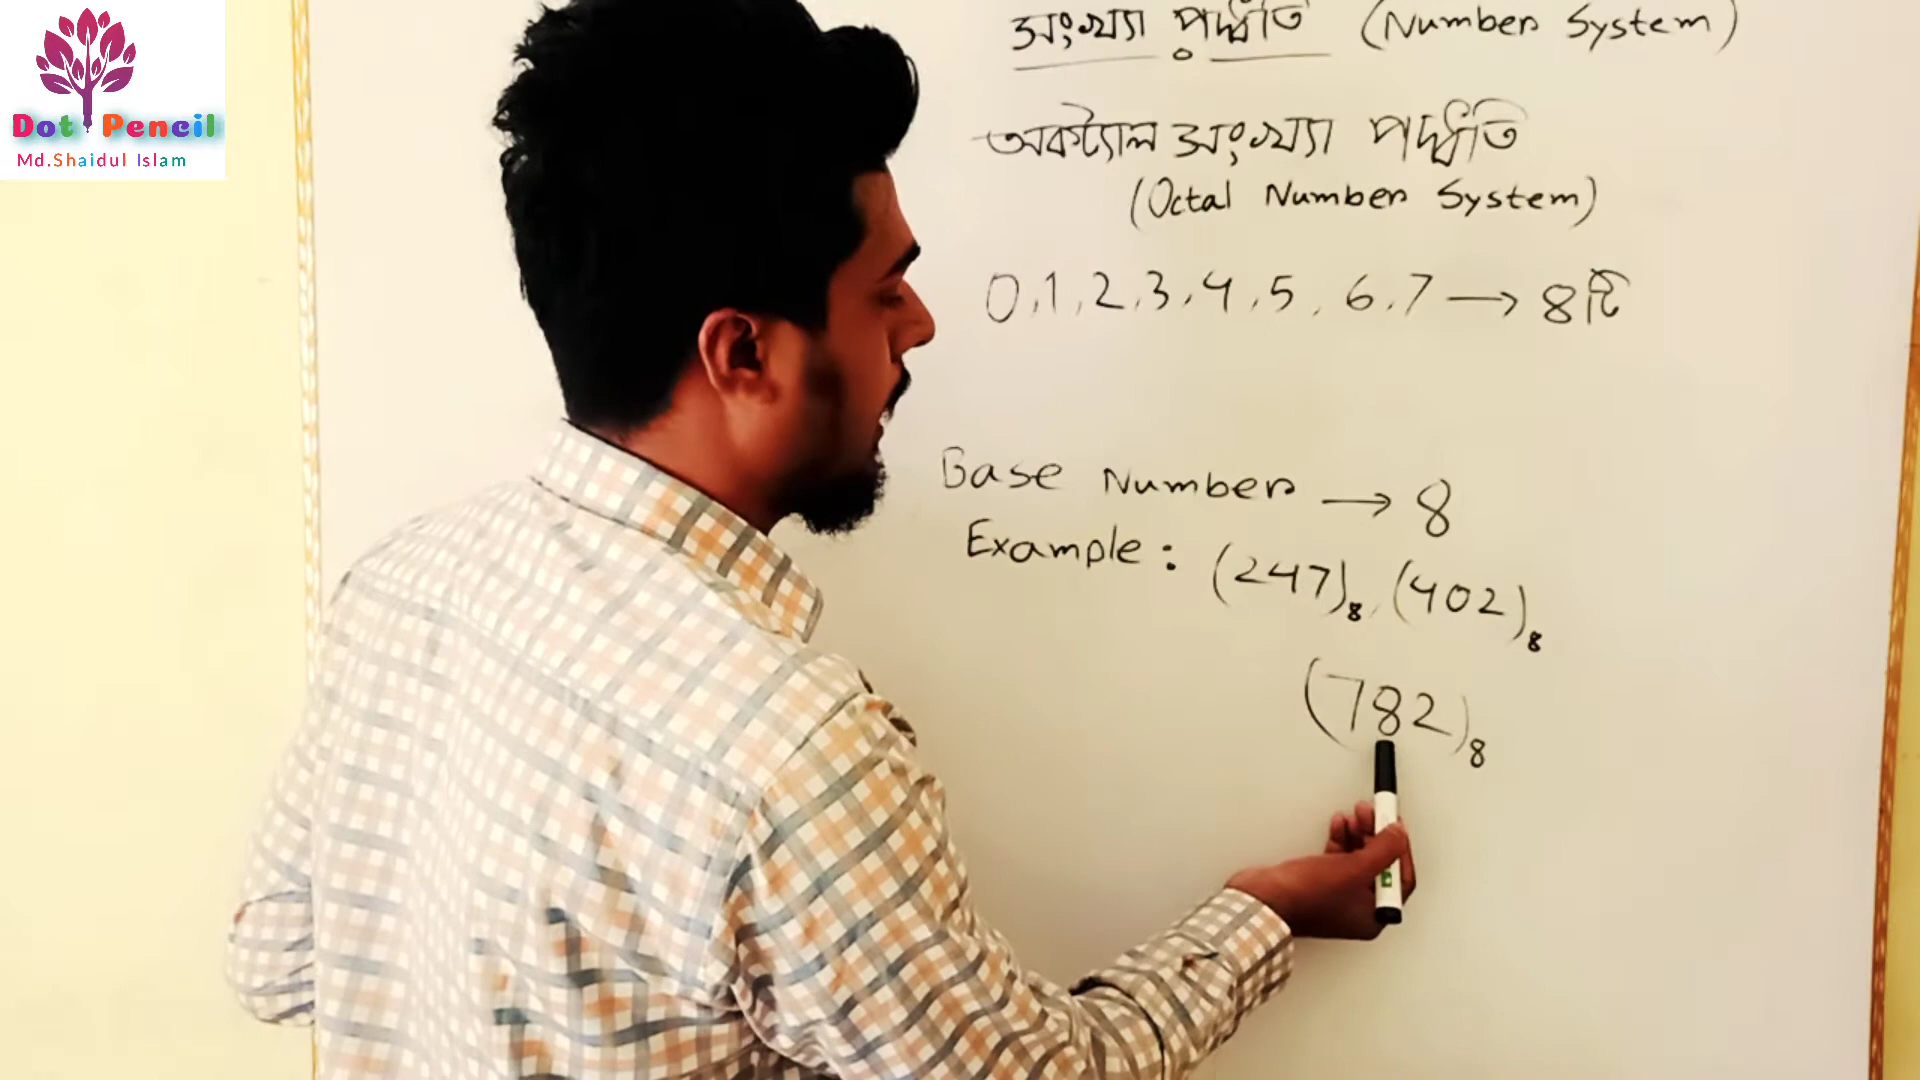 Dot Pencil
Md.Shaidul Islam
সংখ্যা পদ্ধতি (Number System)
অকট্যাল সংখ্যা পদ্ধতি
(Octal Number System)
0,1,2,3,4,5,6,7 → 8টি
Base Number → 8
Example: (247)₈, (402)₈
(782)₈